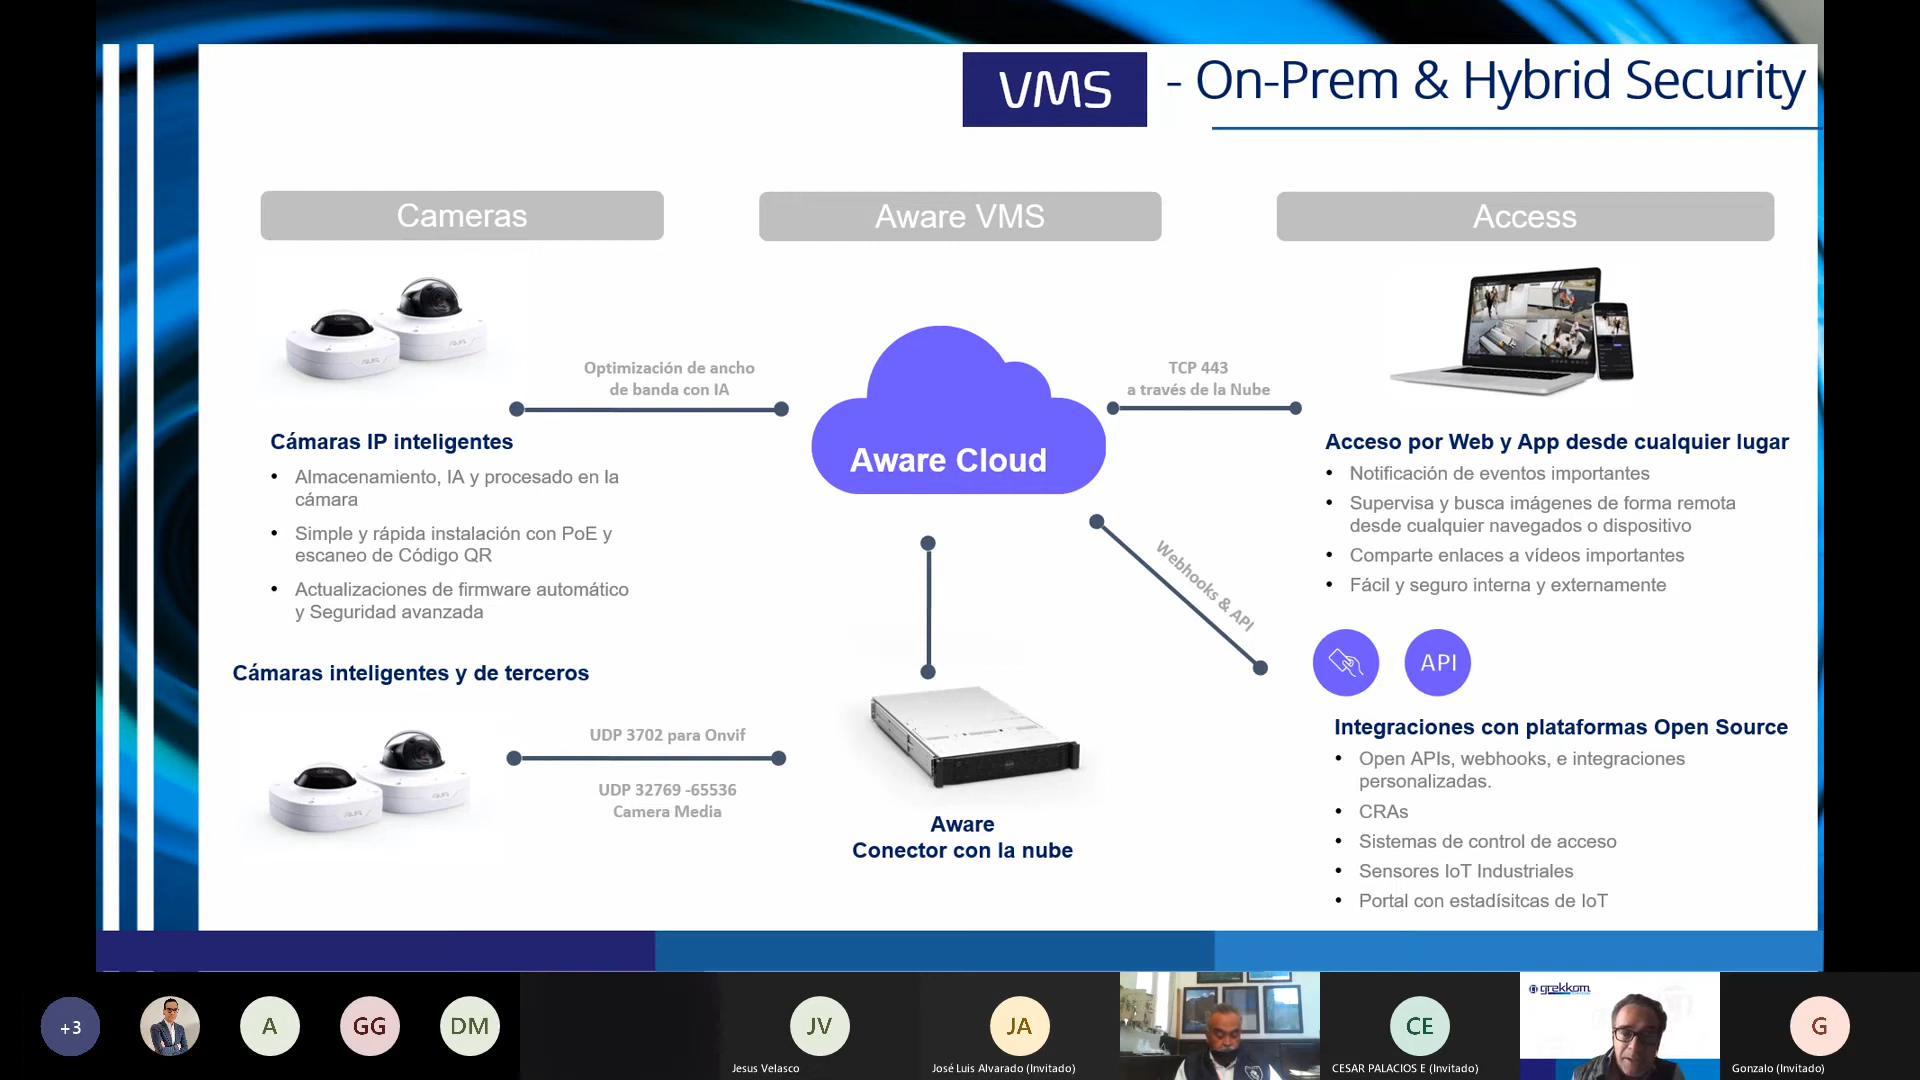 VMS - On-Prem & Hybrid Security
Cameras
Aware VMS
Access
Optimización de ancho
de banda con IA
TCP 443
a través de la Nube
Aware Cloud
Cámaras IP inteligentes
• Almacenamiento, IA y procesado en la
cámara
• Simple y rápida instalación con PoE y
escaneo de Código QR
• Actualizaciones de firmware automático
y Seguridad avanzada
Acceso por Web y App desde cualquier lugar
• Notificación de eventos importantes
• Supervisa y busca imágenes de forma remota
desde cualquier navegados o dispositivo
• Comparte enlaces a vídeos importantes
• Fácil y seguro interna y externamente
Webhooks & API
API
Cámaras inteligentes y de terceros
UDP 3702 para Onvif
UDP 32769 -65536
Camera Media
Aware
Conector con la nube
Integraciones con plataformas Open Source
• Open APIs, webhooks, e integraciones
personalizadas.
• CRAs
• Sistemas de control de acceso
• Sensores IoT Industriales
• Portal con estadísitcas de IoT
+3
A
GG
DM
JV
Jesus Velasco
JA
José Luis Alvarado (Invitado)
CE
CESAR PALACIOS E (Invitado)
grekkom
G
Gonzalo (Invitado)